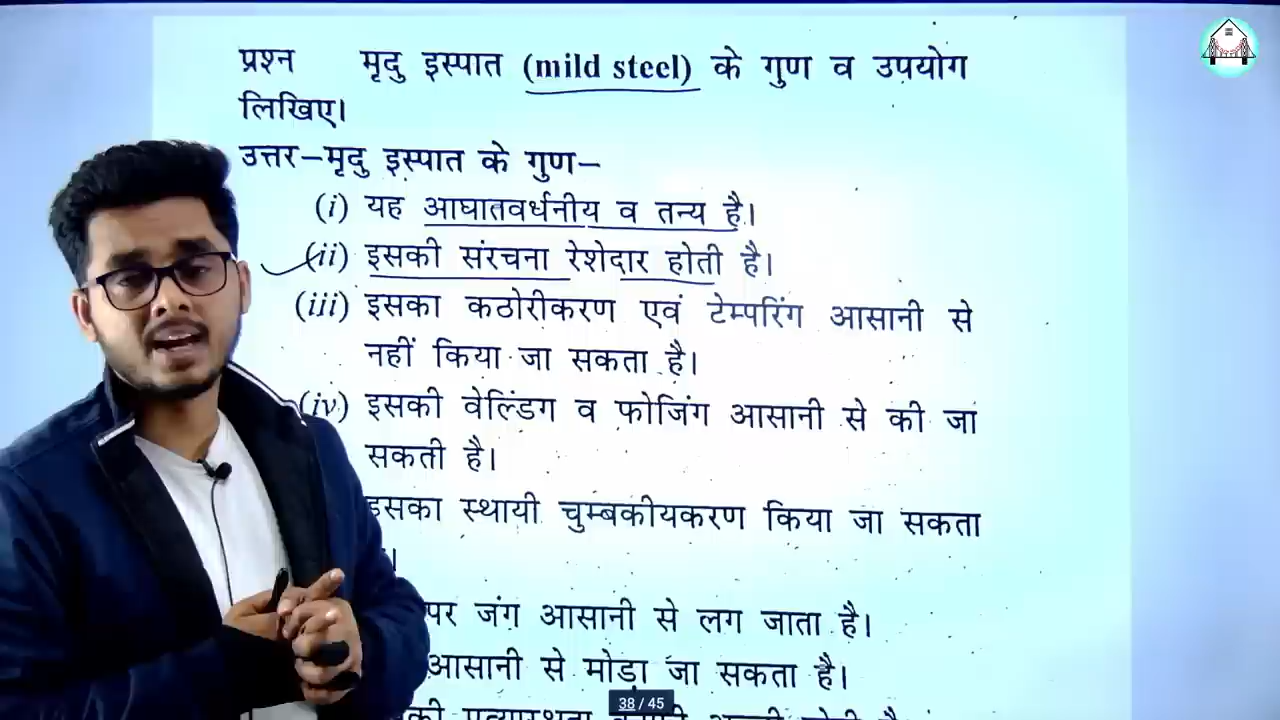 प्रश्न मृदु इस्पात (mild steel) के गुण व उपयोग
लिखिए।
उत्तर–मृदु इस्पात के गुण–
(i) यह आघातवर्धनीय व तन्य है।
(ii) इसकी संरचना रेशेदार होती है।
(iii) इसका कठोरीकरण एवं टेम्परिंग आसानी से
नहीं किया जा सकता है।
(iv) इसकी वेल्डिंग व फोर्जिंग आसानी से की जा
सकती है।
इसका स्थायी चुम्बकीयकरण किया जा सकता
पर जंग आसानी से लग जाता है।
आसानी से मोड़ा जा सकता है।
38 / 45